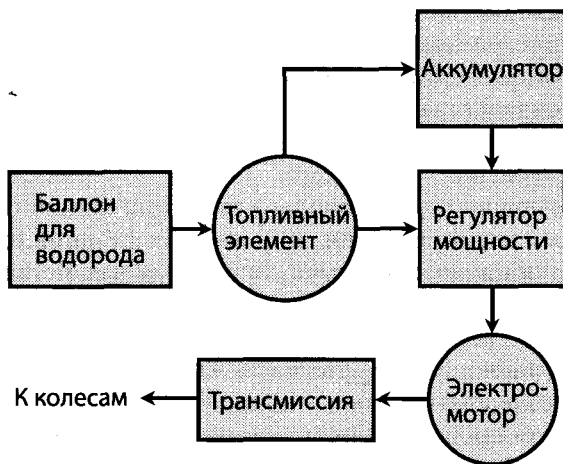 Аккумулятор
Баллон
для
водорода
Топливный
элемент
Регулятор
мощности
К колесам
Трансмиссия
Электро-
мотор